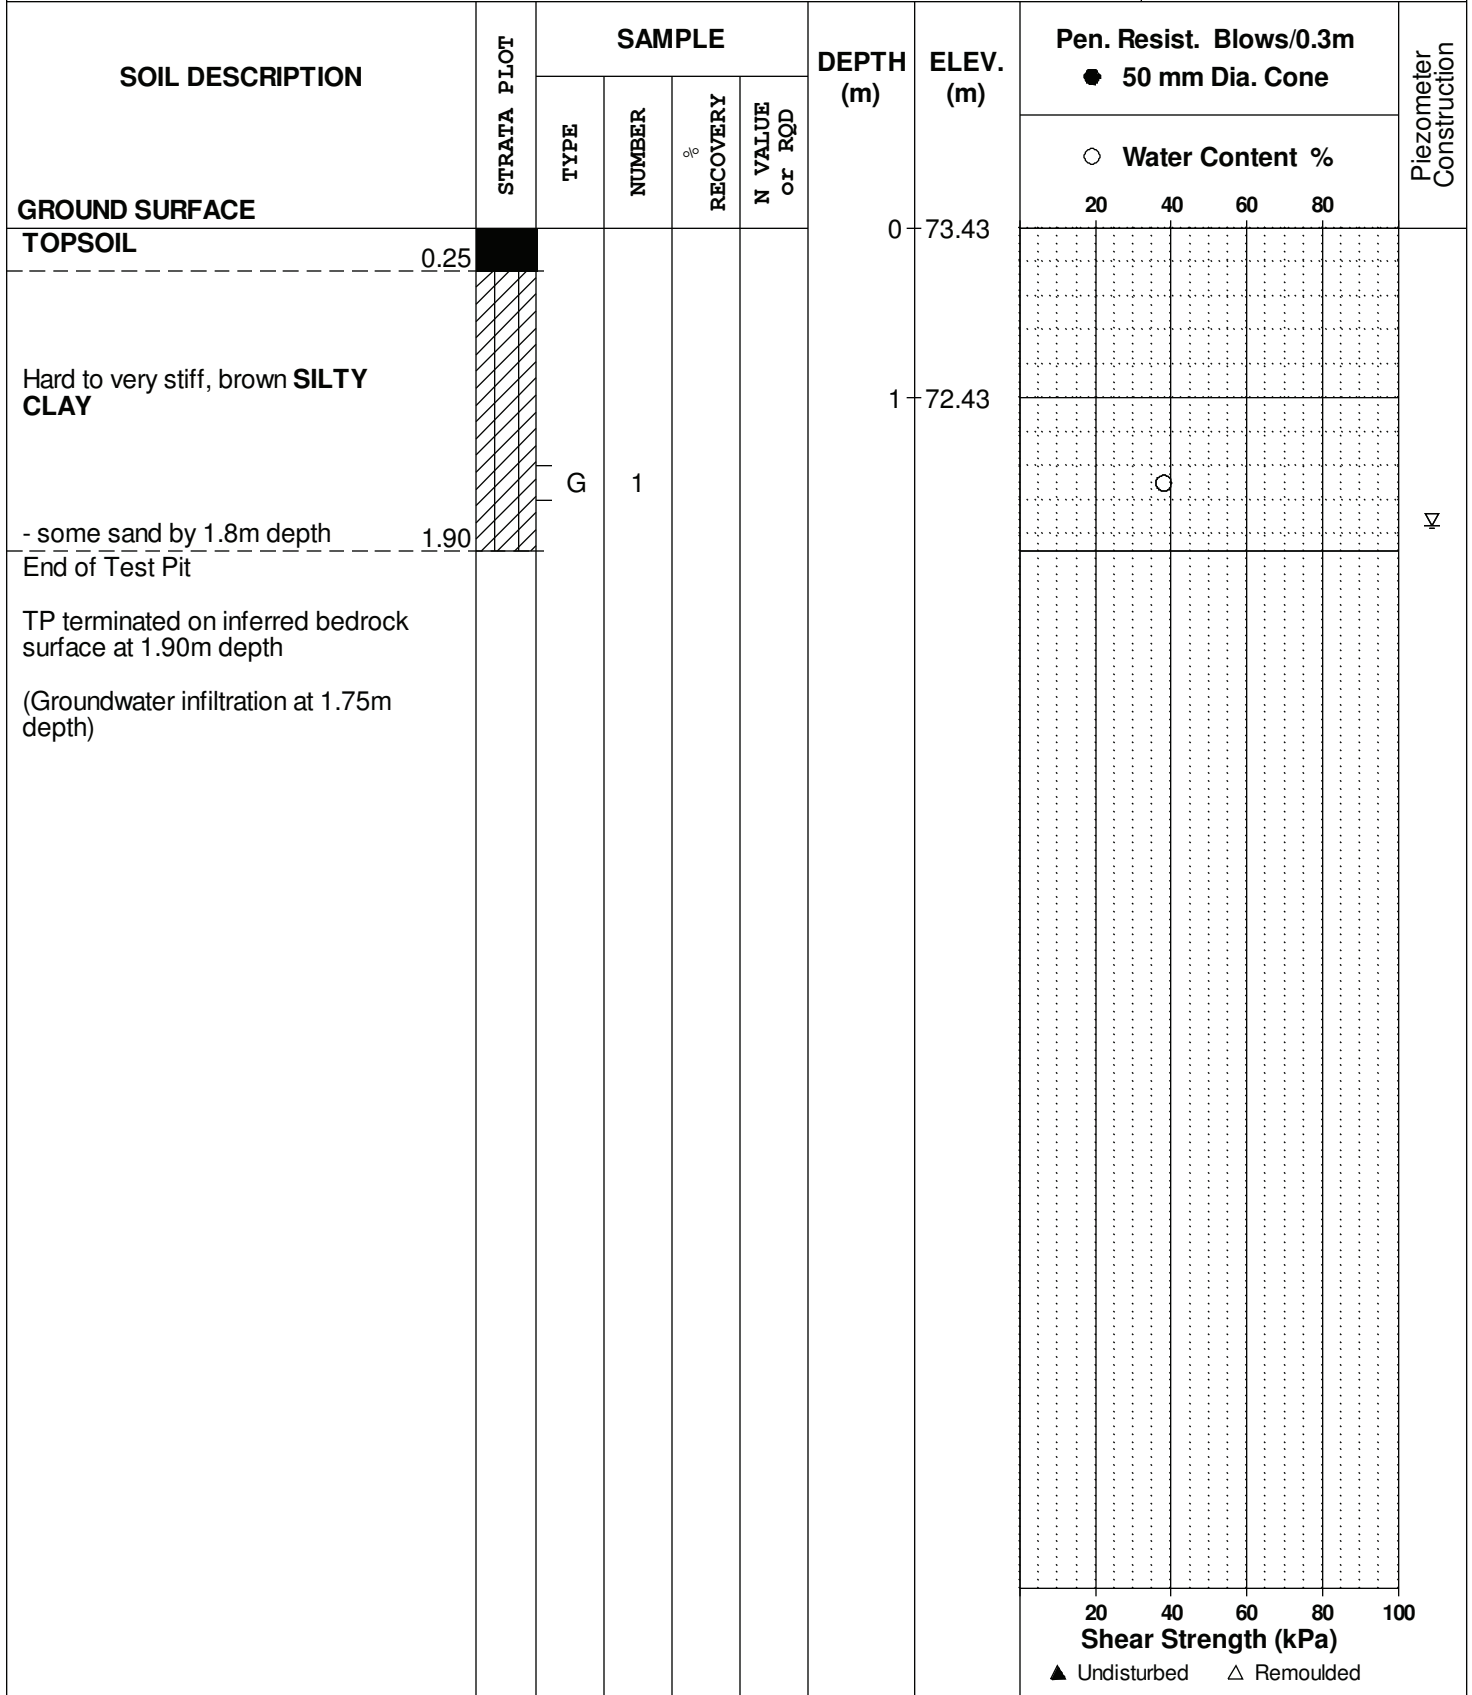 SOIL DESCRIPTION
GROUND SURFACE
STRATA PLOT
SAMPLE
TYPE
NUMBER
%
RECOVERY
N VALUE
or RQD
DEPTH
(m)
ELEV.
(m)
Pen. Resist. Blows/0.3m
● 50 mm Dia. Cone
○ Water Content %
20 40 60 80
Piezometer
Construction
TOPSOIL
0.25
0 73.43
Hard to very stiff, brown SILTY
CLAY
1 72.43
G 1
- some sand by 1.8m depth
1.90
End of Test Pit
TP terminated on inferred bedrock
surface at 1.90m depth
(Groundwater infiltration at 1.75m
depth)
20 40 60 80 100
Shear Strength (kPa)
▲ Undisturbed △ Remoulded